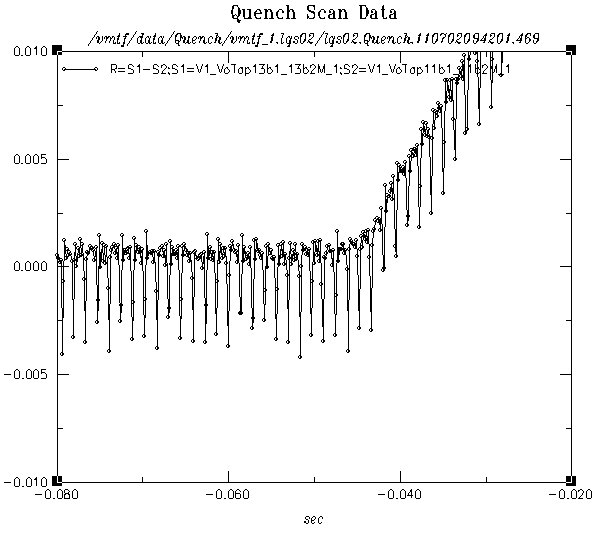 Quench Scan Data
/vmtf/data/Quench/vmtf_1.lqs02/lqs02.Quench.110702094201.469
0.010
R=S1-S2;S1=V1_VoTap13b1_13b2M_1;S2=V1_VoTap11b1_11b2M_1
0.005
0.000
-0.005
-0.010
-0.080 -0.060 -0.040 -0.020
sec